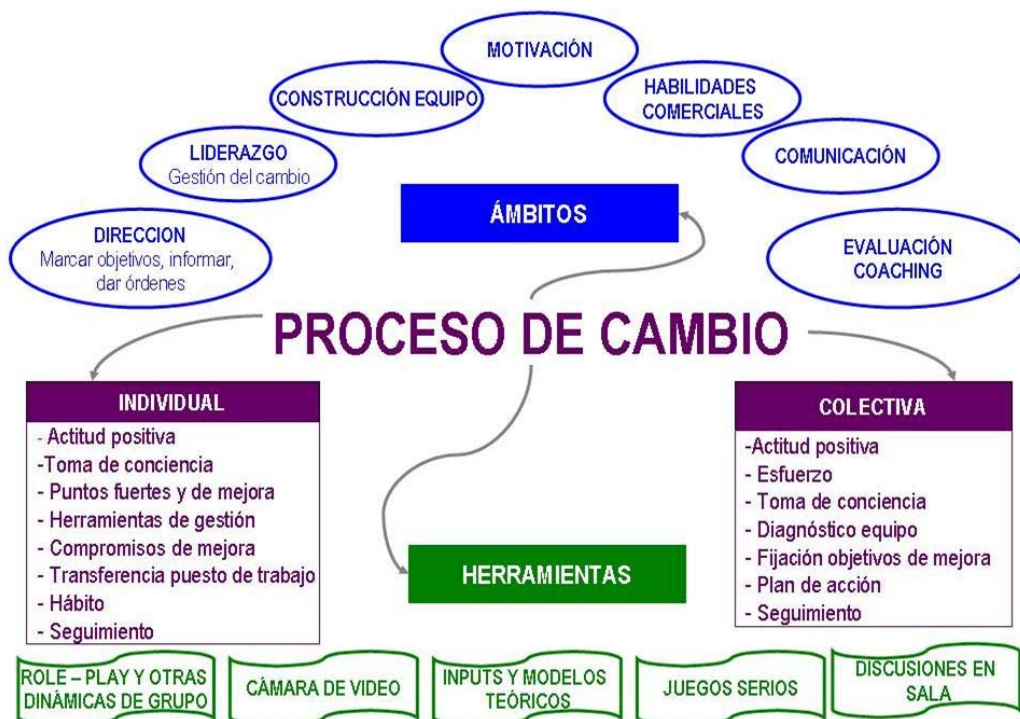 MOTIVACIÓN
CONSTRUCCIÓN EQUIPO
HABILIDADES
COMERCIALES
LIDERAZGO
Gestión del cambio
COMUNICACIÓN
DIRECCION
Marcar objetivos, informar,
dar órdenes
ÁMBITOS
EVALUACIÓN
COACHING
PROCESO DE CAMBIO
INDIVIDUAL
- Actitud positiva
-Toma de conciencia
- Puntos fuertes y de mejora
- Herramientas de gestión
- Compromisos de mejora
- Transferencia puesto de trabajo
- Hábito
- Seguimiento
COLECTIVA
-Actitud positiva
- Esfuerzo
- Toma de conciencia
- Diagnóstico equipo
- Fijación objetivos de mejora
- Plan de acción
- Seguimiento
HERRAMIENTAS
ROLE – PLAY Y OTRAS
DINÁMICAS DE GRUPO
CÁMARA DE VIDEO
INPUTS Y MODELOS
TEÓRICOS
JUEGOS SERIOS
DISCUSIONES EN
SALA